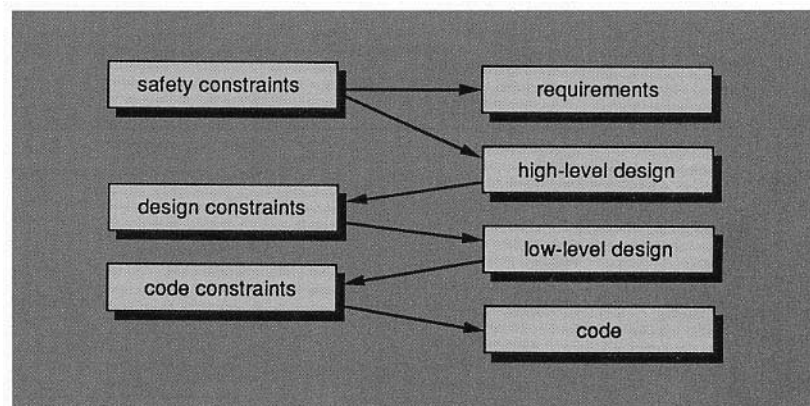 safety constraints
requirements
high-level design
design constraints
low-level design
code constraints
code